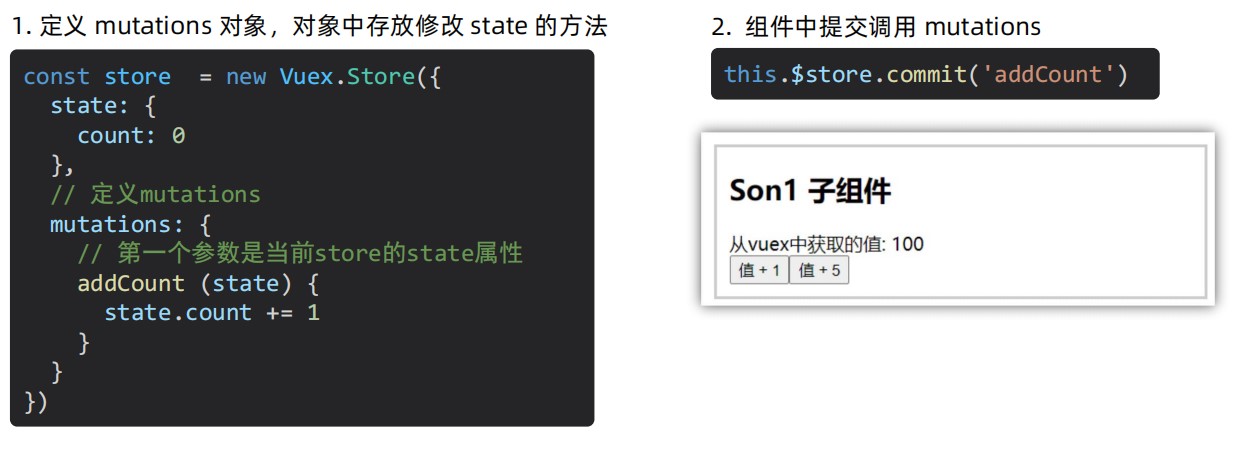 1. 定义 mutations 对象，对象中存放修改 state 的方法
const store  = new Vuex.Store({
  state: {
    count: 0
  },
  // 定义mutations
  mutations: {
    // 第一个参数是当前store的state属性
    addCount (state) {
      state.count += 1
    }
  }
})
2. 组件中提交调用 mutations
this.$store.commit('addCount')
Son1 子组件
从vuex中获取的值: 100
值 + 1 值 + 5